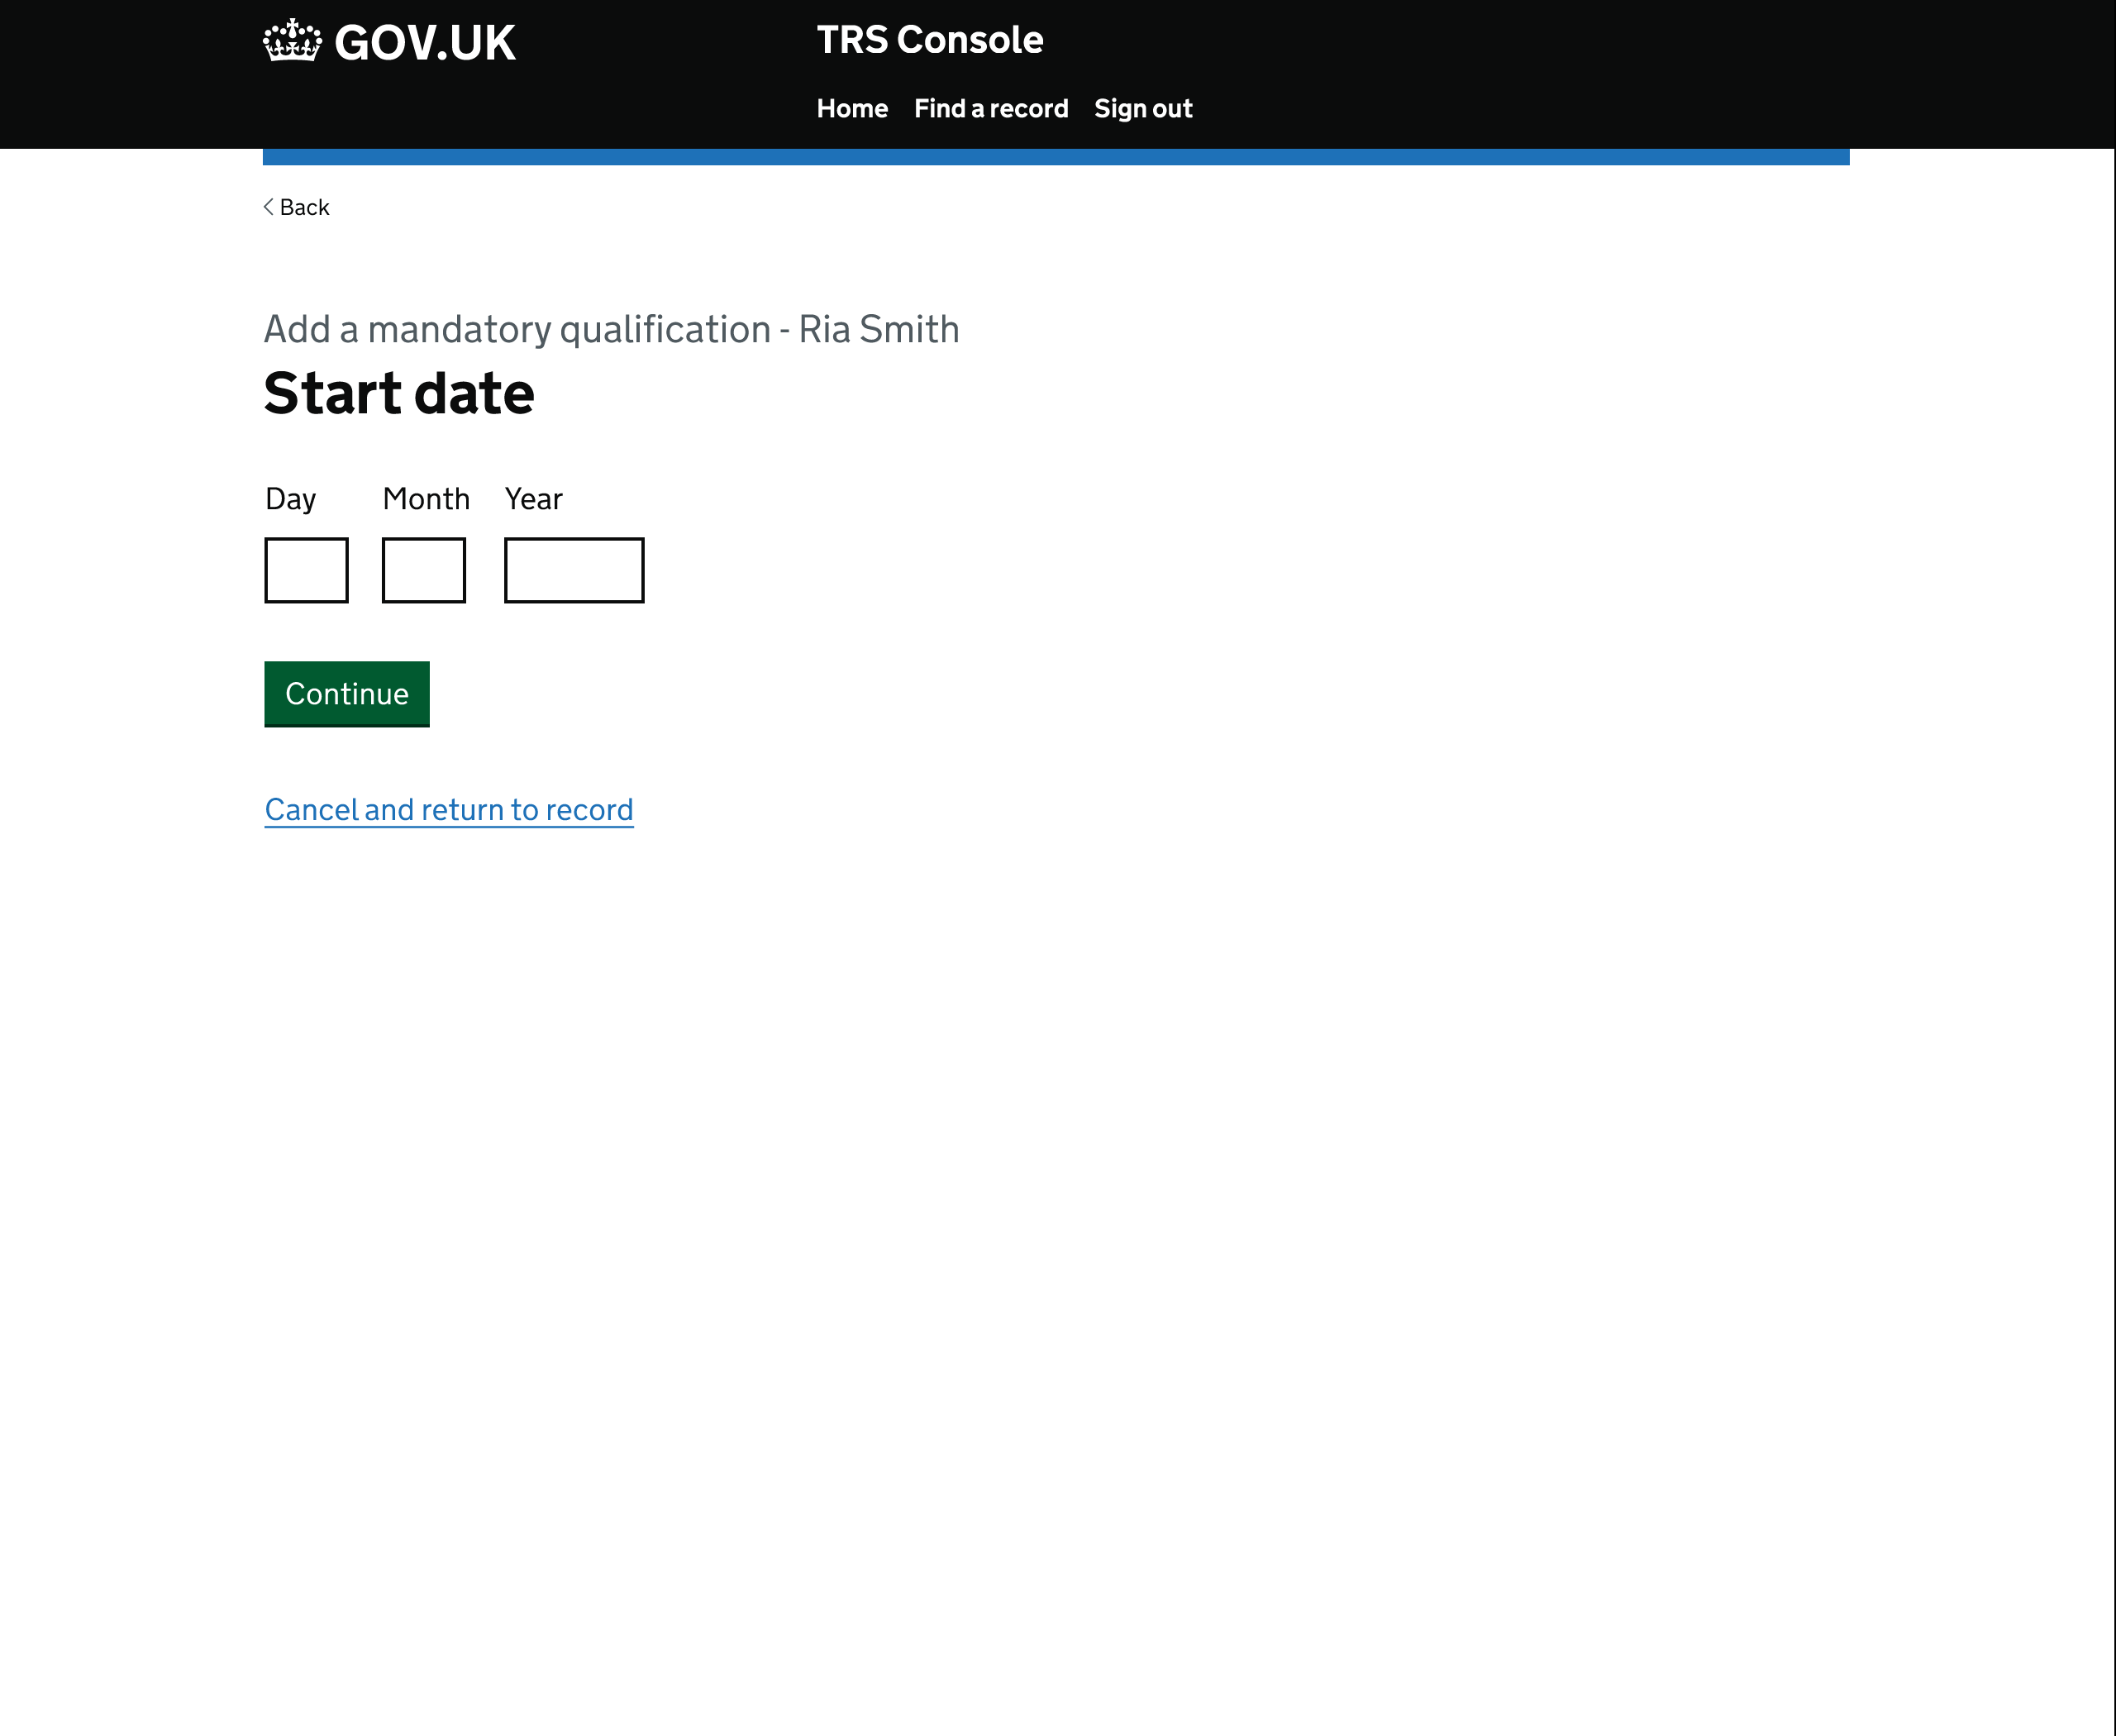 GOV.UK
TRS Console
Home Find a record Sign out
Back
Add a mandatory qualification - Ria Smith
Start date
Day Month Year
Continue
Cancel and return to record